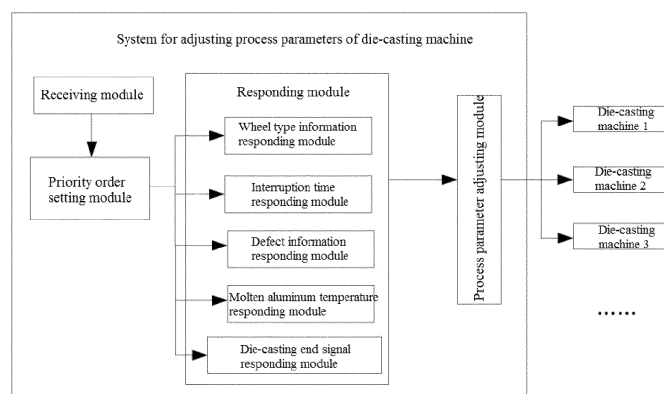 System for adjusting process parameters of die-casting machine
Receiving module
Priority order
setting module
Responding module
Wheel type information
responding module
Interruption time
responding module
Defect information
responding module
Molten aluminum temperature
responding module
Die-casting end signal
responding module
Process parameter adjusting module
Die-casting
machine 1
Die-casting
machine 2
Die-casting
machine 3
......